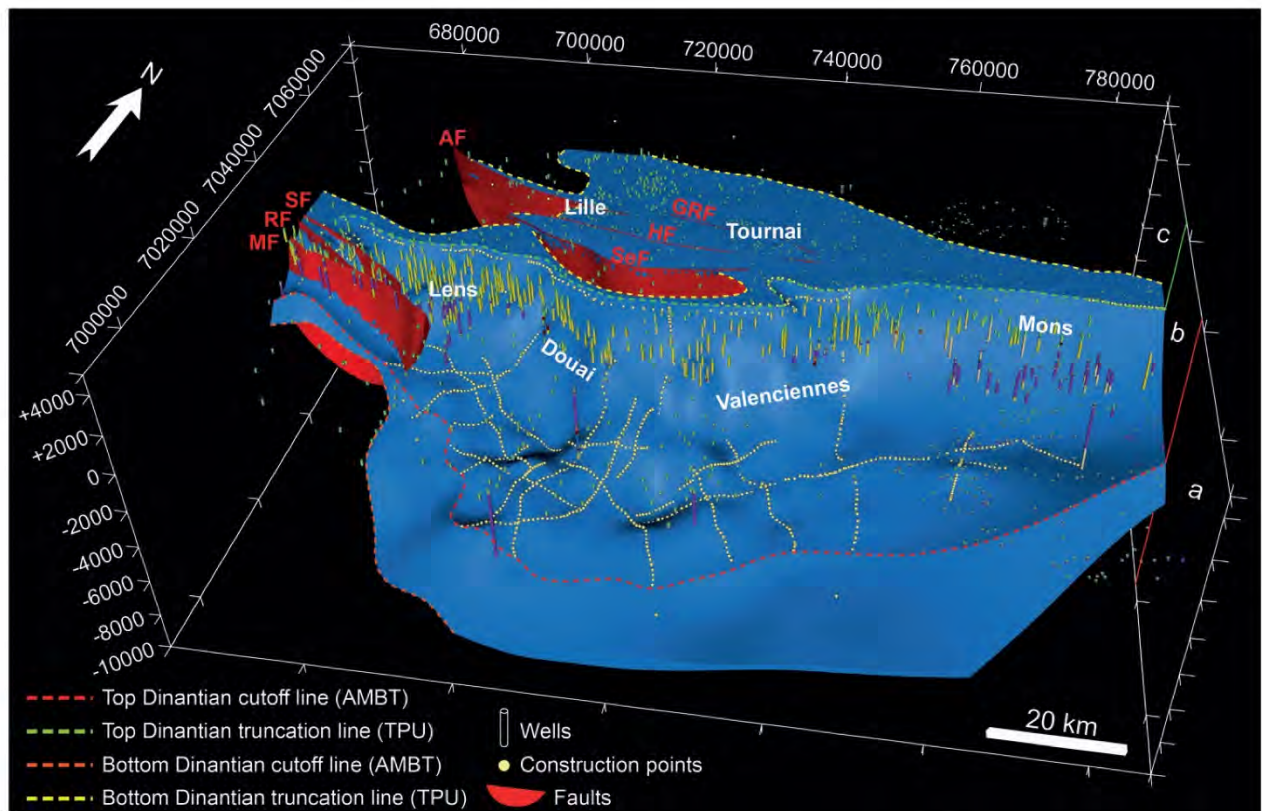 N
680000
700000
720000
740000
760000
780000
7060000
7040000
7020000
7000000
AF
SF
RF
MF
Lille
GRF
HF
Tournai
SeF
Lens
Douai
Valenciennes
Mons
c
b
a
+4000
+2000
0
-2000
-4000
-6000
-8000
-10000
20 km
Top Dinantian cutoff line (AMBT)
Top Dinantian truncation line (TPU)
Bottom Dinantian cutoff line (AMBT)
Bottom Dinantian truncation line (TPU)
Wells
Construction points
Faults